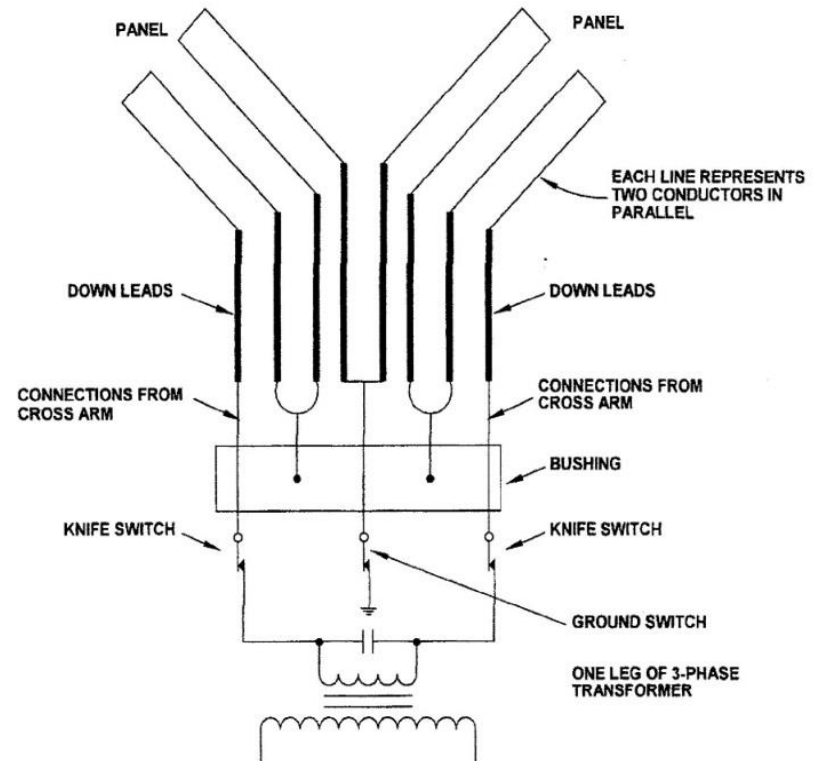 PANEL
PANEL
EACH LINE REPRESENTS
TWO CONDUCTORS IN
PARALLEL
DOWN LEADS
DOWN LEADS
CONNECTIONS FROM
CROSS ARM
CONNECTIONS FROM
CROSS ARM
BUSHING
KNIFE SWITCH
KNIFE SWITCH
GROUND SWITCH
ONE LEG OF 3-PHASE
TRANSFORMER